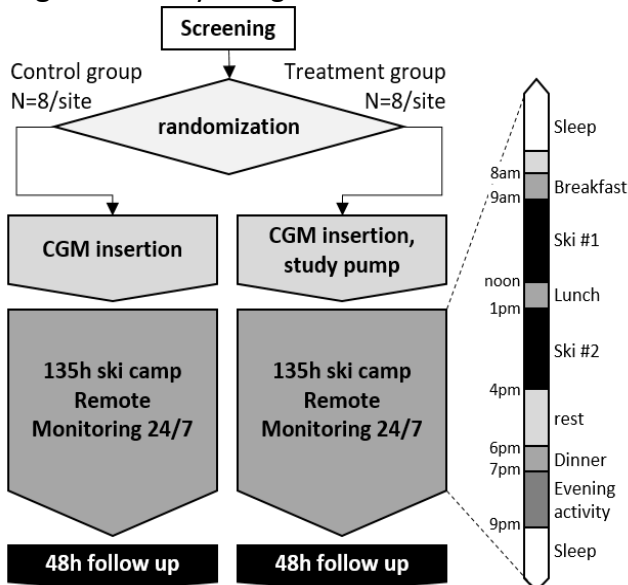 Screening
Control group
N=8/site
Treatment group
N=8/site
randomization
CGM insertion
CGM insertion,
study pump
135h ski camp
Remote
Monitoring 24/7
135h ski camp
Remote
Monitoring 24/7
48h follow up
48h follow up
Sleep
8am
Breakfast
9am
Ski #1
noon
Lunch
1pm
Ski #2
4pm
rest
6pm
Dinner
7pm
Evening
activity
9pm
Sleep